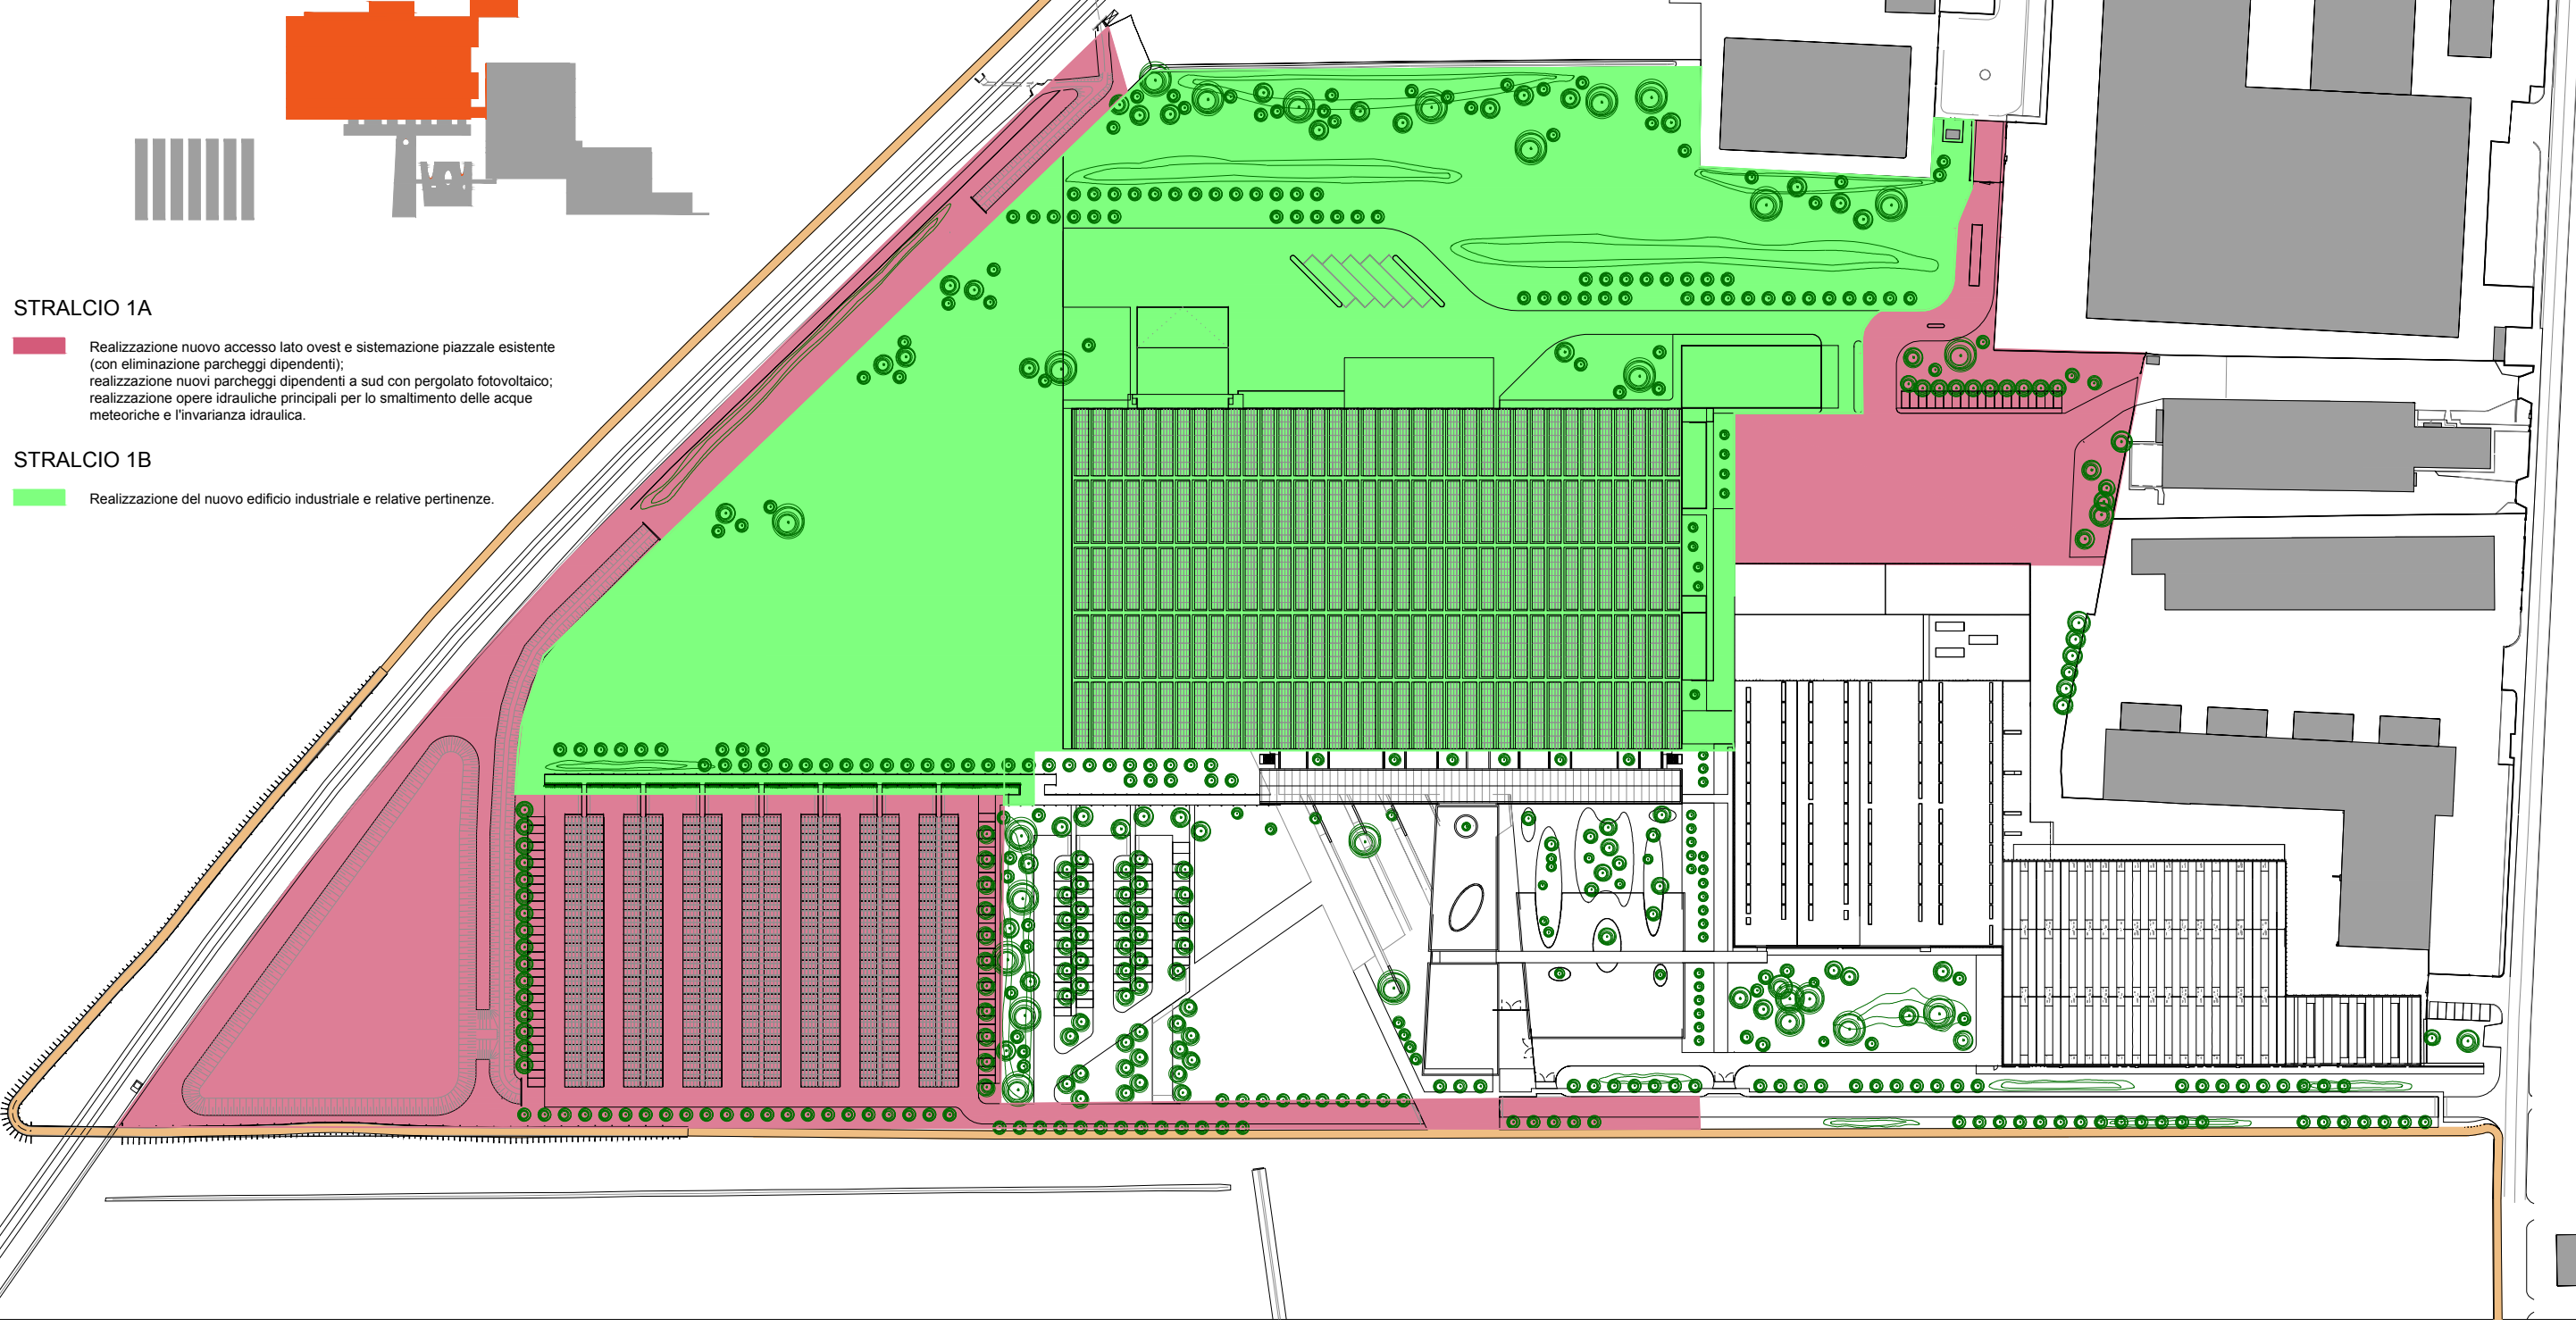 STRALCIO 1A
Realizzazione nuovo accesso lato ovest e sistemazione piazzale esistente
(con eliminazione parcheggi dipendenti);
realizzazione nuovi parcheggi dipendenti a sud con pergolato fotovoltaico;
realizzazione opere idrauliche principali per lo smaltimento delle acque
meteoriche e l'invarianza idraulica.
STRALCIO 1B
Realizzazione del nuovo edificio industriale e relative pertinenze.